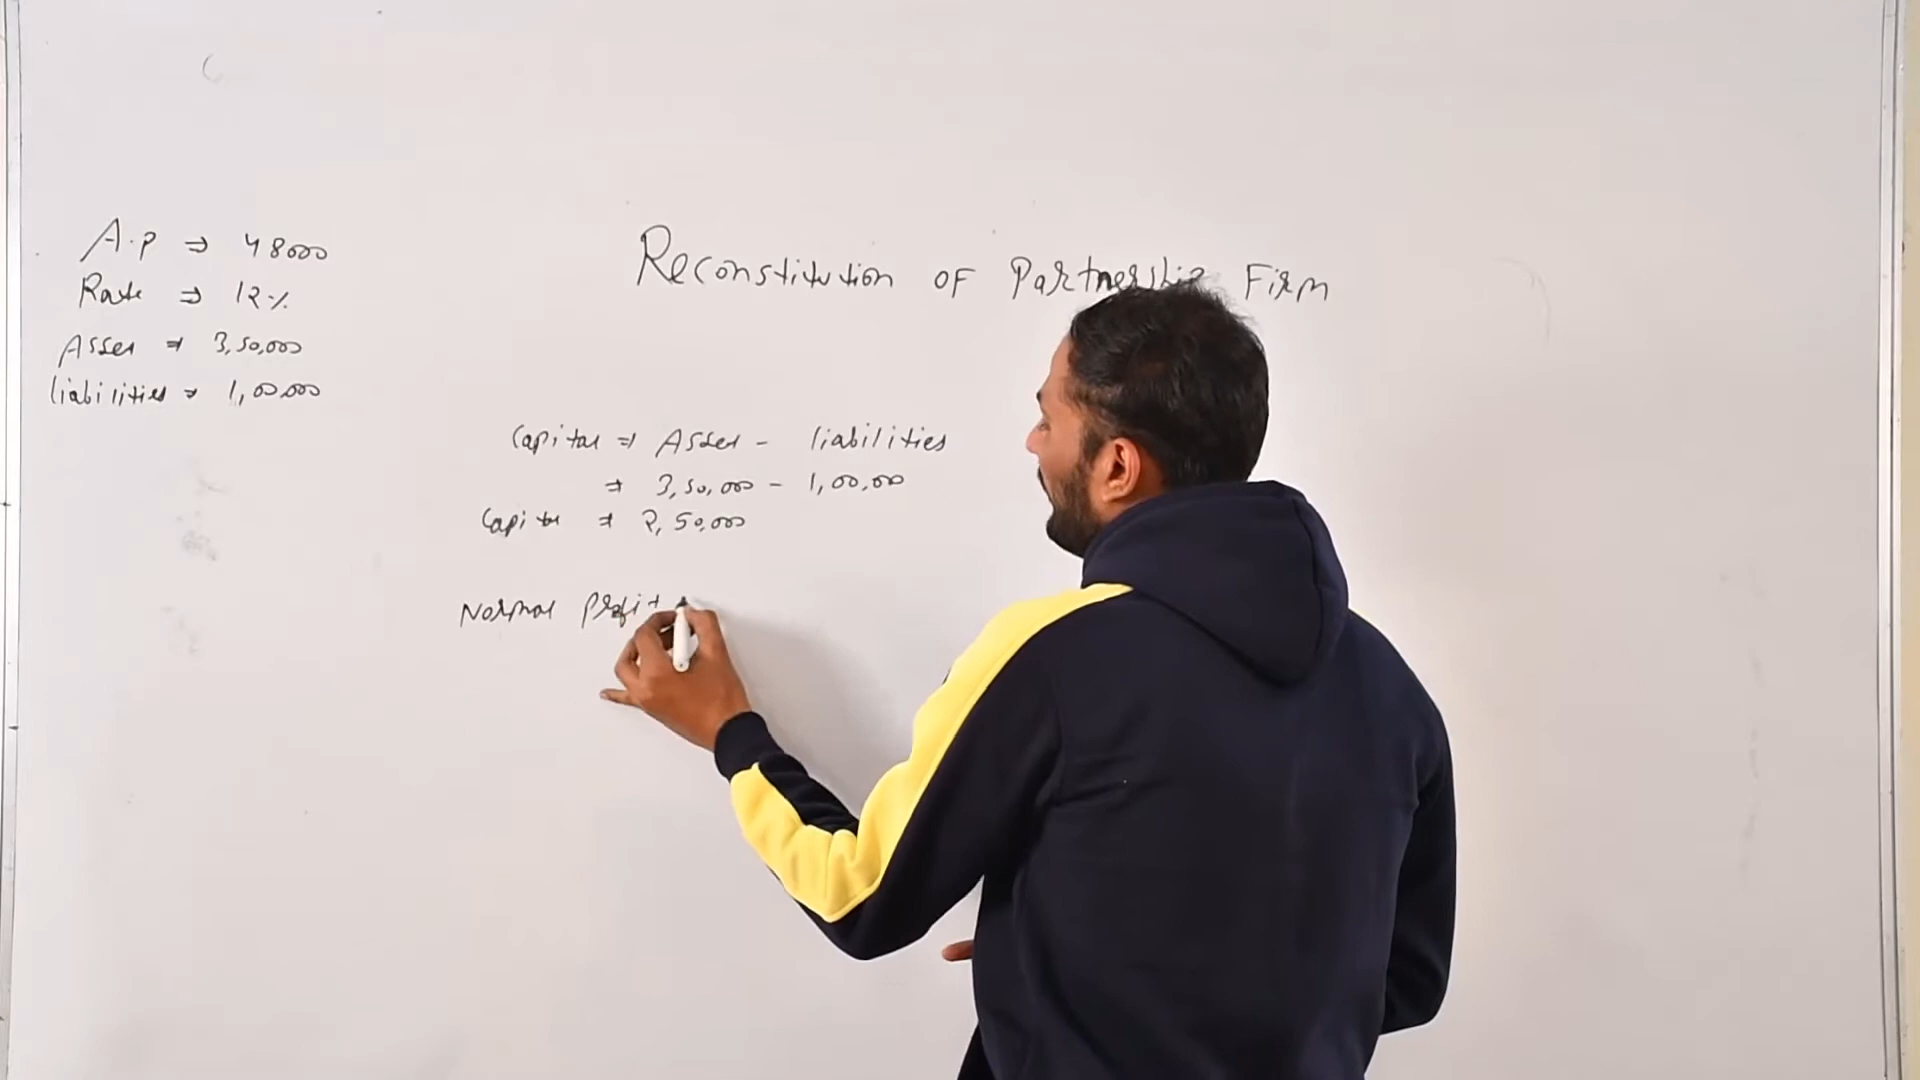 A.P ⇒ 48000
Rate ⇒ 12%
Asset ⇒ 3,50,000
liabilities ⇒ 1,00,000
Reconstitution OF Partnership Firm
Capital ⇒ Asset - liabilities
⇒ 3,50,000 - 1,00,000
Capital ⇒ 2,50,000
Normal Profit